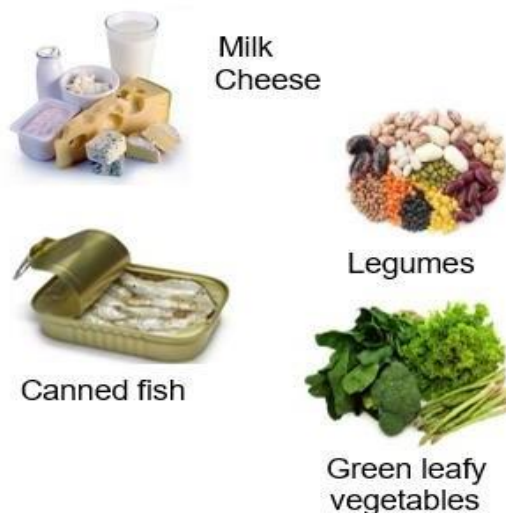 Milk
Cheese
Legumes
Canned fish
Green leafy
vegetables